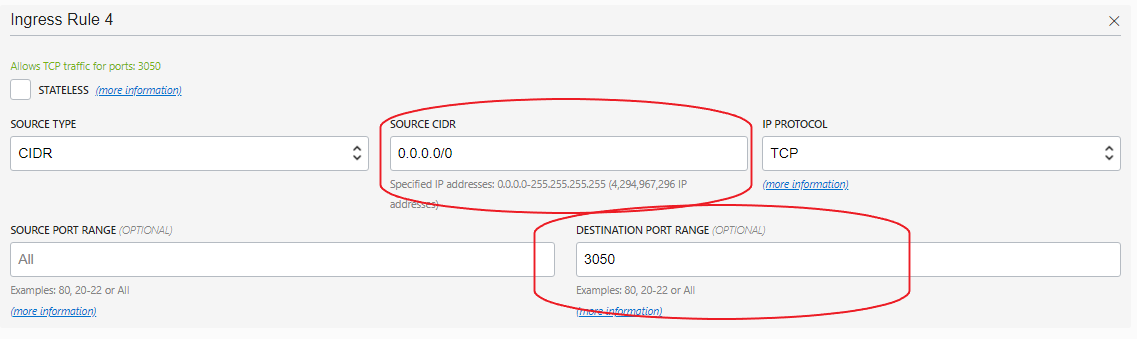 Ingress Rule 4
Allows TCP traffic for ports: 3050
STATELESS (more information)
SOURCE TYPE
CIDR
SOURCE CIDR
0.0.0.0/0
Specified IP addresses: 0.0.0.0-255.255.255.255 (4,294,967,296 IP
addresses)
IP PROTOCOL
TCP
(more information)
SOURCE PORT RANGE (OPTIONAL)
All
Examples: 80, 20-22 or All
(more information)
DESTINATION PORT RANGE (OPTIONAL)
3050
Examples: 80, 20-22 or All
(more information)